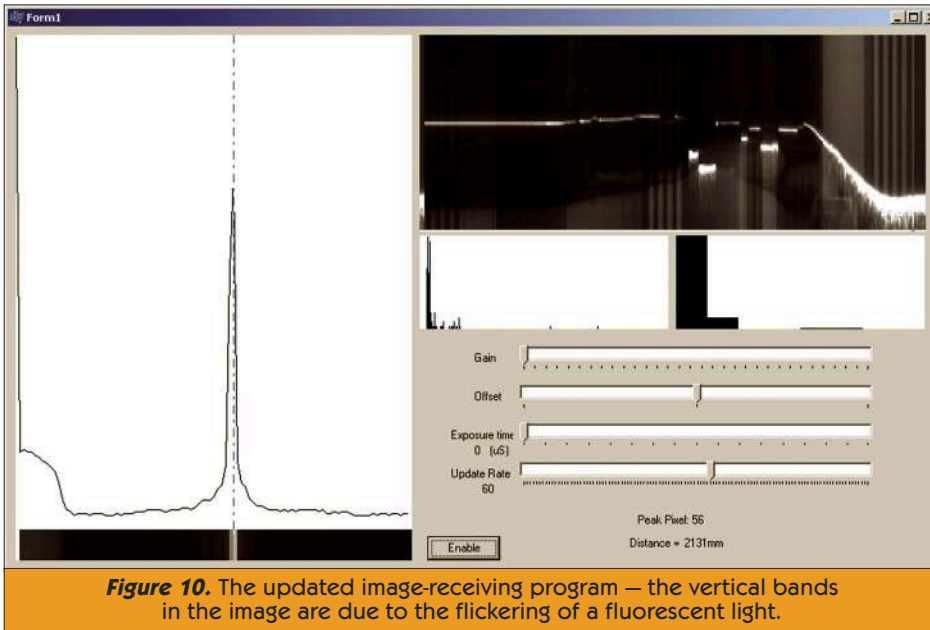 Form1
Gain
Offset
Exposure time
0 (uS)
Update Rate
60
Peak Pixel: 56
Enable
Distance = 2131mm
Figure 10. The updated image-receiving program — the vertical bands
in the image are due to the flickering of a fluorescent light.